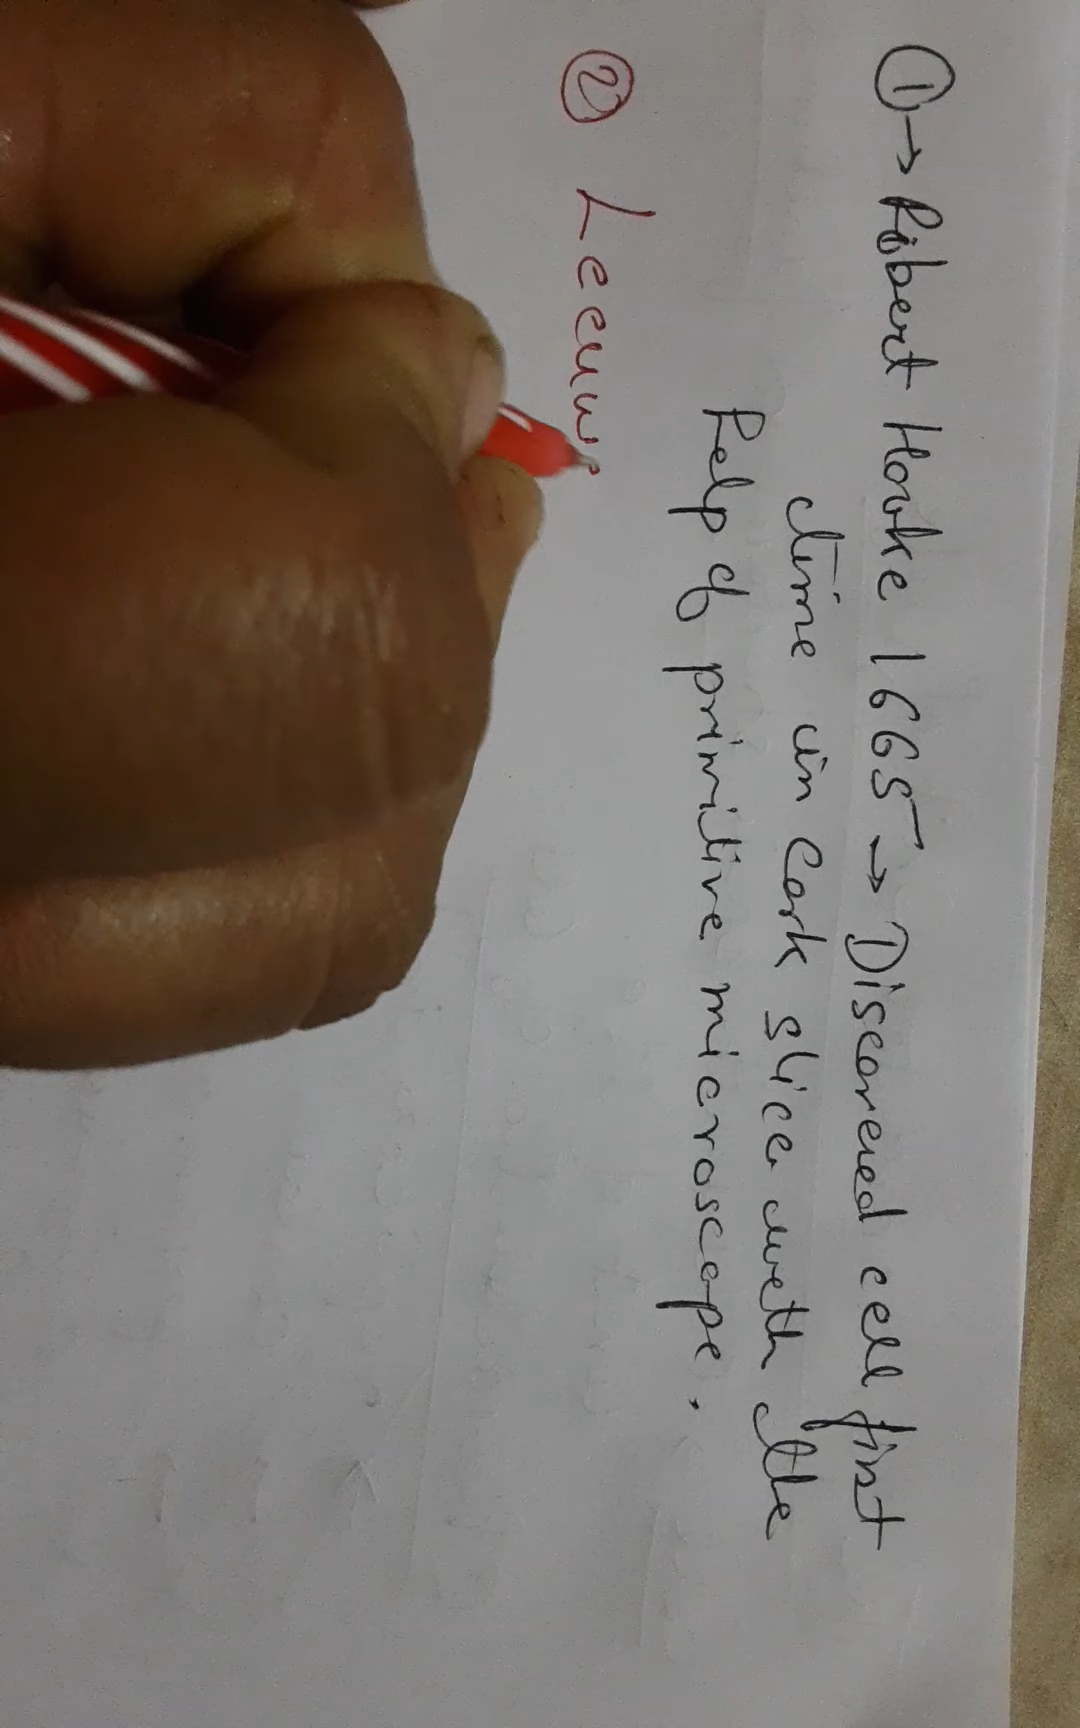 ① → Robert Hooke 1665 → Discovered cell first
time in Cork slice with the
help of primitive microscope.
② Leeuw